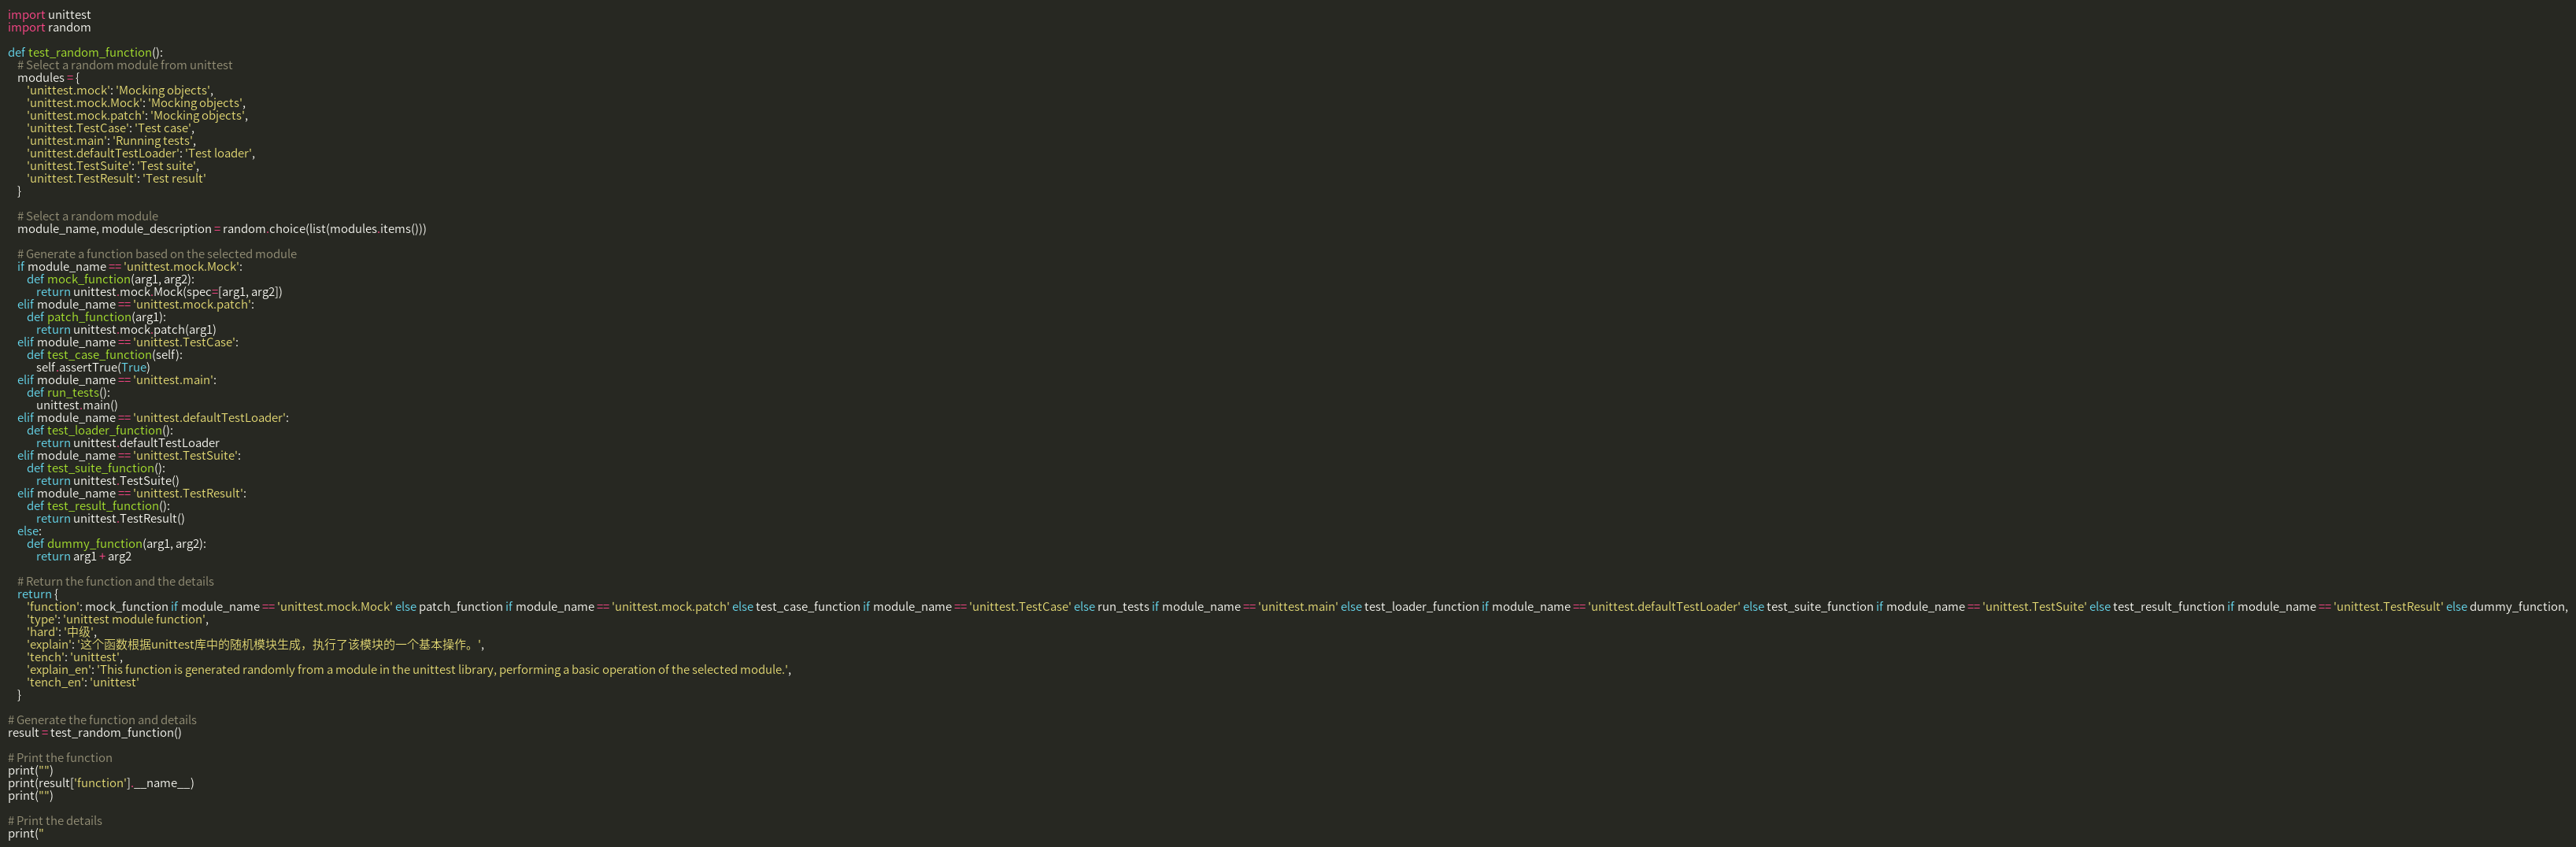 import unittest
import random

def test_random_function():
    # Select a random module from unittest
    modules = {
        'unittest.mock': 'Mocking objects',
        'unittest.mock.Mock': 'Mocking objects',
        'unittest.mock.patch': 'Mocking objects',
        'unittest.TestCase': 'Test case',
        'unittest.main': 'Running tests',
        'unittest.defaultTestLoader': 'Test loader',
        'unittest.TestSuite': 'Test suite',
        'unittest.TestResult': 'Test result'
    }

    # Select a random module
    module_name, module_description = random.choice(list(modules.items()))

    # Generate a function based on the selected module
    if module_name == 'unittest.mock.Mock':
        def mock_function(arg1, arg2):
            return unittest.mock.Mock(spec=[arg1, arg2])
    elif module_name == 'unittest.mock.patch':
        def patch_function(arg1):
            return unittest.mock.patch(arg1)
    elif module_name == 'unittest.TestCase':
        def test_case_function(self):
            self.assertTrue(True)
    elif module_name == 'unittest.main':
        def run_tests():
            unittest.main()
    elif module_name == 'unittest.defaultTestLoader':
        def test_loader_function():
            return unittest.defaultTestLoader
    elif module_name == 'unittest.TestSuite':
        def test_suite_function():
            return unittest.TestSuite()
    elif module_name == 'unittest.TestResult':
        def test_result_function():
            return unittest.TestResult()
    else:
        def dummy_function(arg1, arg2):
            return arg1 + arg2

    # Return the function and the details
    return {
        'function': mock_function if module_name == 'unittest.mock.Mock' else patch_function if module_name == 'unittest.mock.patch' else test_case_function if module_name == 'unittest.TestCase' else run_tests if module_name == 'unittest.main' else test_loader_function if module_name == 'unittest.defaultTestLoader' else test_suite_function if module_name == 'unittest.TestSuite' else test_result_function if module_name == 'unittest.TestResult' else dummy_function,
        'type': 'unittest module function',
        'hard': '中级',
        'explain': '这个函数根据unittest库中的随机模块生成，执行了该模块的一个基本操作。',
        'tench': 'unittest',
        'explain_en': 'This function is generated randomly from a module in the unittest library, performing a basic operation of the selected module.',
        'tench_en': 'unittest'
    }

# Generate the function and details
result = test_random_function()

# Print the function
print("")
print(result['function'].__name__)
print("")

# Print the details
print("